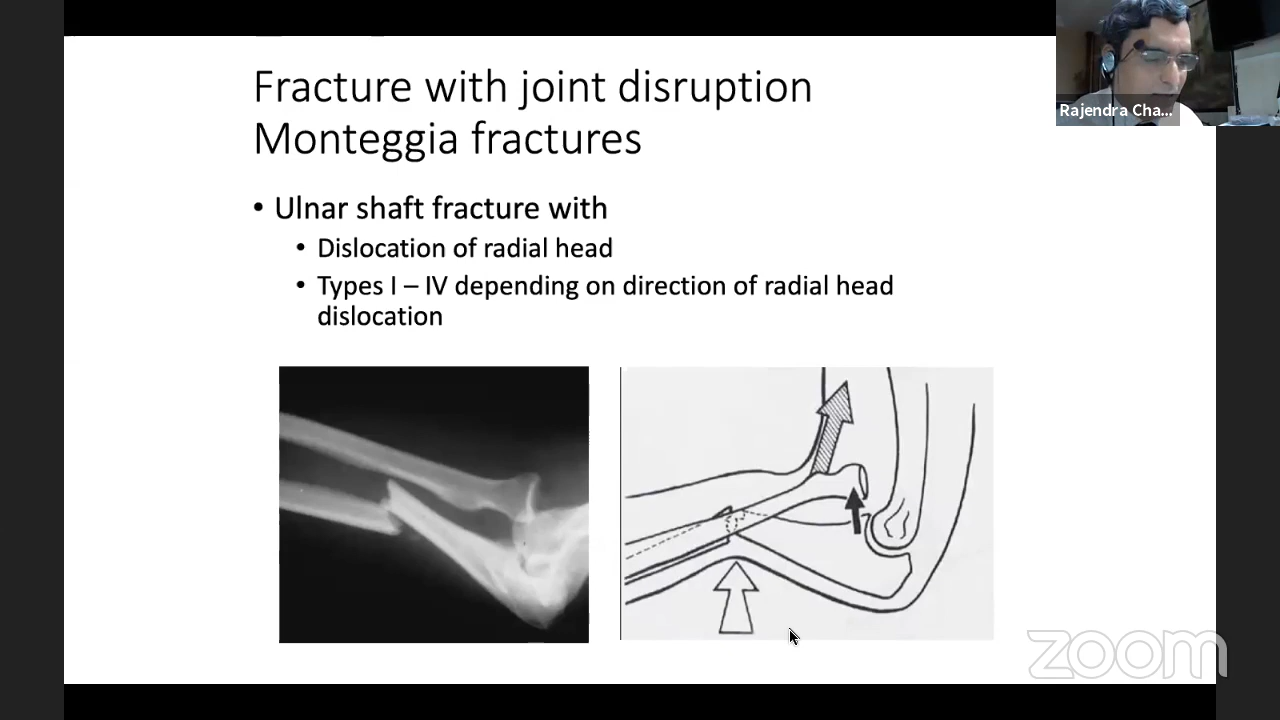 Fracture with joint disruption
Monteggia fractures
• Ulnar shaft fracture with
• Dislocation of radial head
• Types I – IV depending on direction of radial head
dislocation
Rajendra Cha...
zoom